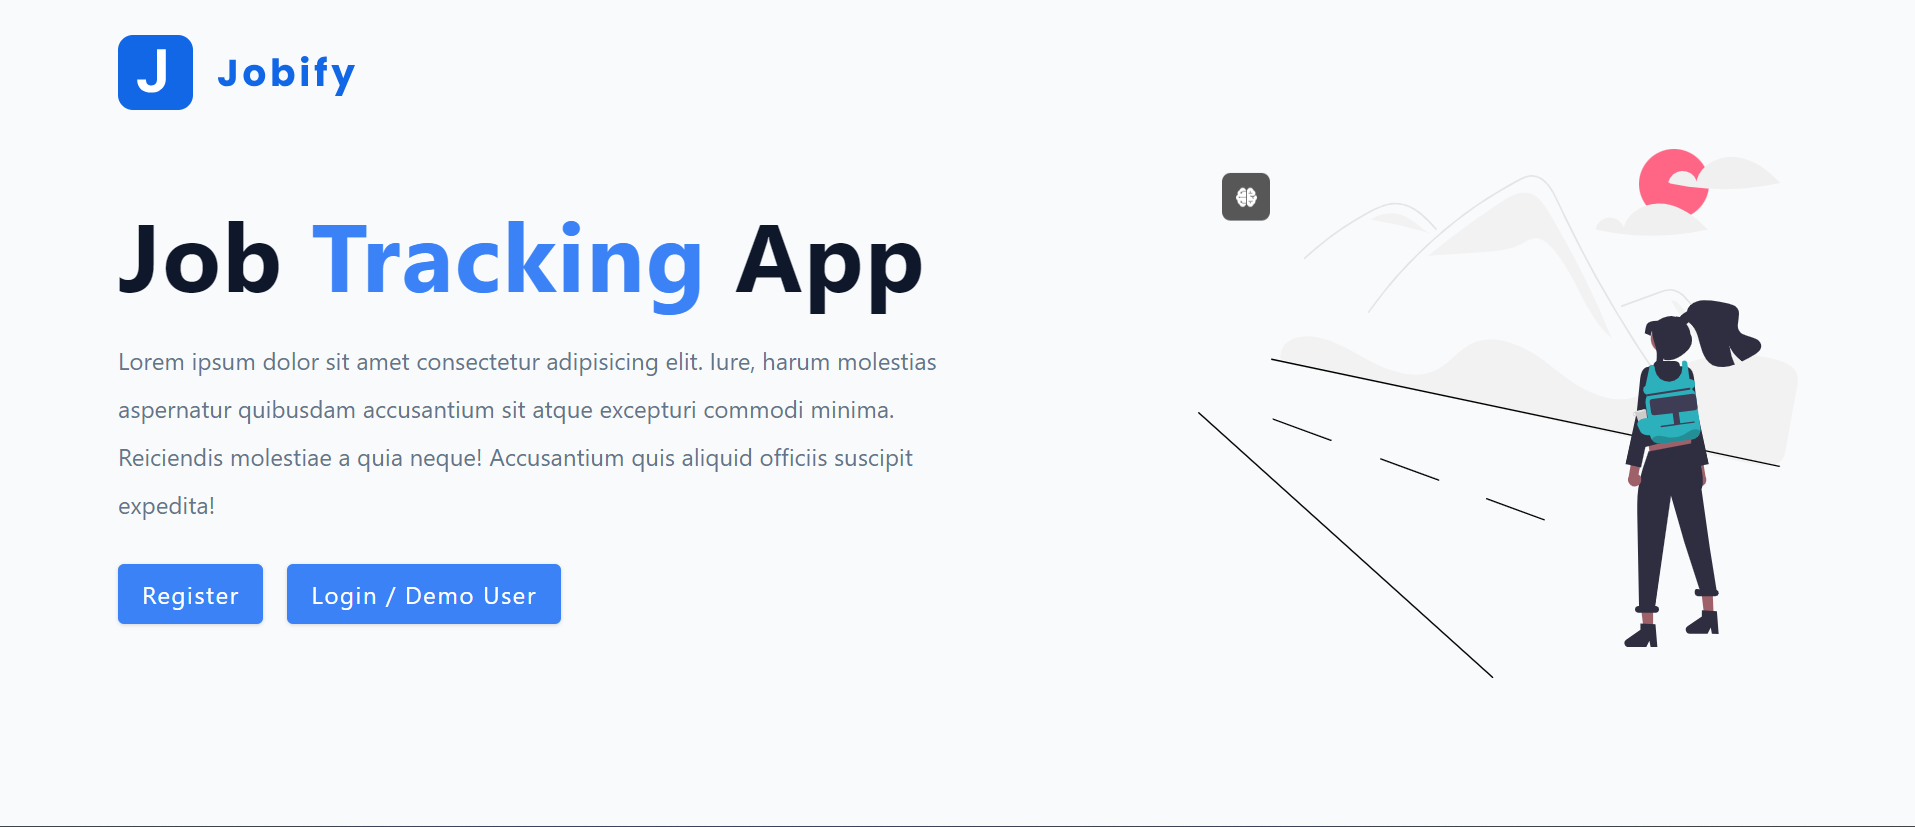 J
Jobify
Job Tracking App
Lorem ipsum dolor sit amet consectetur adipisicing elit. Iure, harum molestias
aspernatur quibusdam accusantium sit atque excepturi commodi minima.
Reiciendis molestiae a quia neque! Accusantium quis aliquid officiis suscipit
expedita!
Register
Login / Demo User